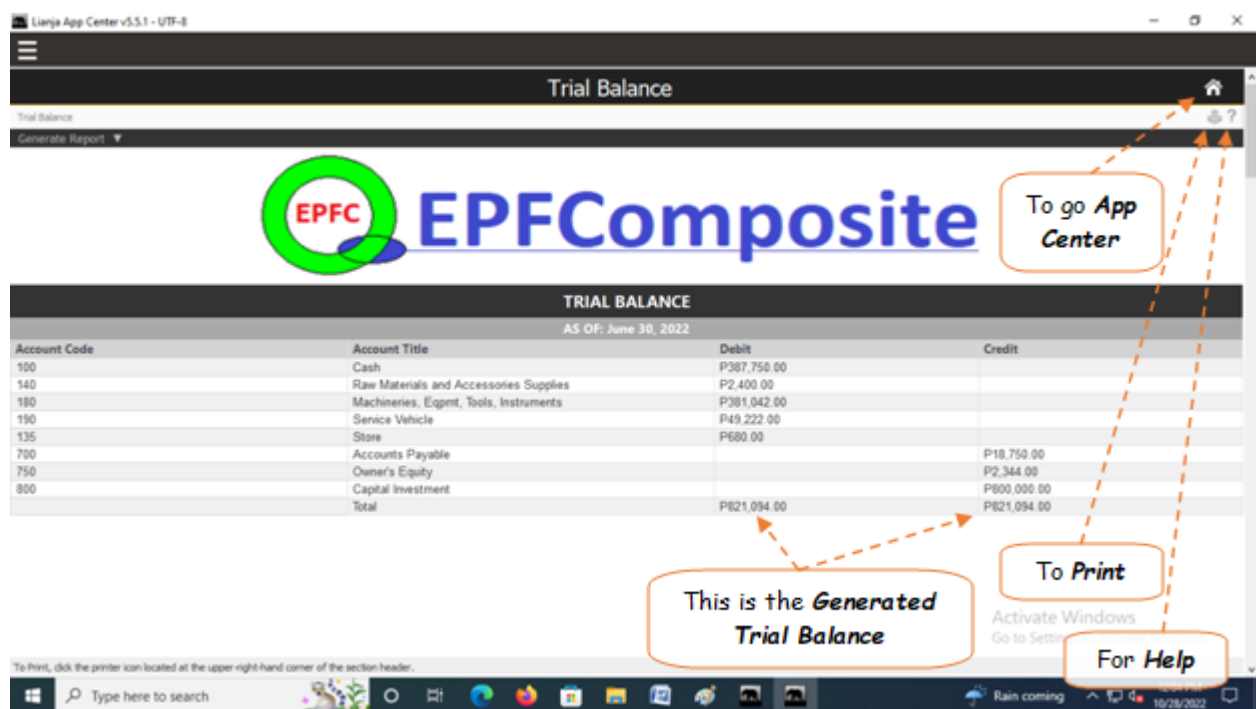 Lianja App Center v5.5.1 - UTF-8
Trial Balance
Trial Balance
?
Generate Report ▼
EPFC
EPFComposite
To go App
Center
TRIAL BALANCE
AS OF: June 30, 2022
Account Code Account Title Debit Credit
100 Cash P387,750.00
140 Raw Materials and Accessories Supplies P2,400.00
180 Machineries, Eqpmt, Tools, Instruments P381,042.00
190 Service Vehicle P49,222.00
135 Store P680.00
700 Accounts Payable P18,750.00
750 Owner's Equity P2,344.00
800 Capital Investment P800,000.00
Total P821,094.00 P821,094.00
This is the Generated
Trial Balance
To Print
Activate Windows
Go to
For Help
To Print, click the printer icon located at the upper-right-hand corner of the section header.
Type here to search
Rain coming
10/28/2022